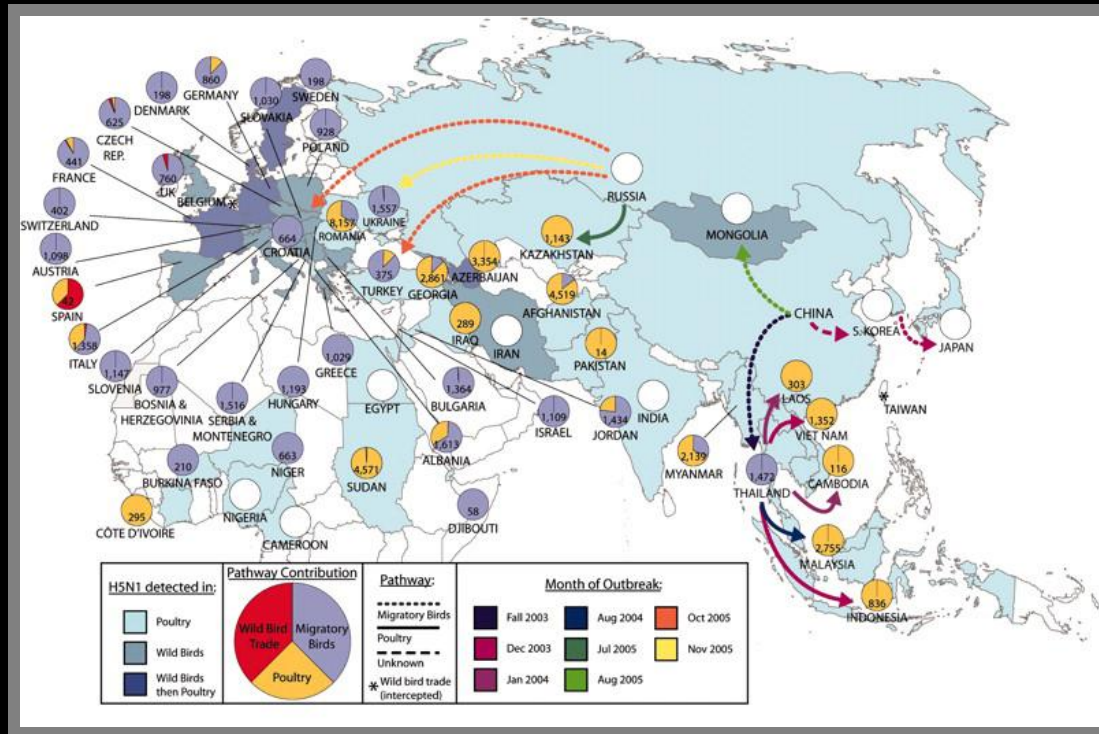 860
GERMANY
198
DENMARK
1,030
SLOVAKIA
198
SWEDEN
625
CZECH
REP.
928
POLAND
441
FRANCE
760
UK
BELGIUM *
402
SWITZERLAND
1,098
AUSTRIA
42
SPAIN
1,358
ITALY
1,147
SLOVENIA
977
BOSNIA &
HERZEGOVINIA
1,516
SERBIA &
MONTENEGRO
1,193
HUNGARY
1,029
GREECE
664
CROATIA
8,157
ROMANIA
1,557
UKRAINE
375
TURKEY
2,861
GEORGIA
3,354
AZERBAIJAN
1,143
KAZAKHSTAN
4,519
AFGHANISTAN
RUSSIA
MONGOLIA
CHINA
S. KOREA
JAPAN
*
TAIWAN
289
IRAQ
IRAN
14
PAKISTAN
INDIA
EGYPT
1,364
BULGARIA
1,613
ALBANIA
1,109
ISRAEL
1,434
JORDAN
2,139
MYANMAR
303
LAOS
1,352
VIET NAM
116
CAMBODIA
1,472
THAILAND
2,755
MALAYSIA
836
INDONESIA
663
NIGER
210
BURKINA FASO
4,571
SUDAN
295
CÔTE D'IVOIRE
NIGERIA
CAMEROON
58
DJIBOUTI
H5N1 detected in:
Poultry
Wild Birds
Wild Birds
then Poultry
Pathway Contribution
Wild Bird
Trade
Migratory
Birds
Poultry
Pathway:
Migratory Birds
Poultry
Unknown
* Wild bird trade
(intercepted)
Month of Outbreak:
Fall 2003
Aug 2004
Oct 2005
Dec 2003
Jul 2005
Nov 2005
Jan 2004
Aug 2005